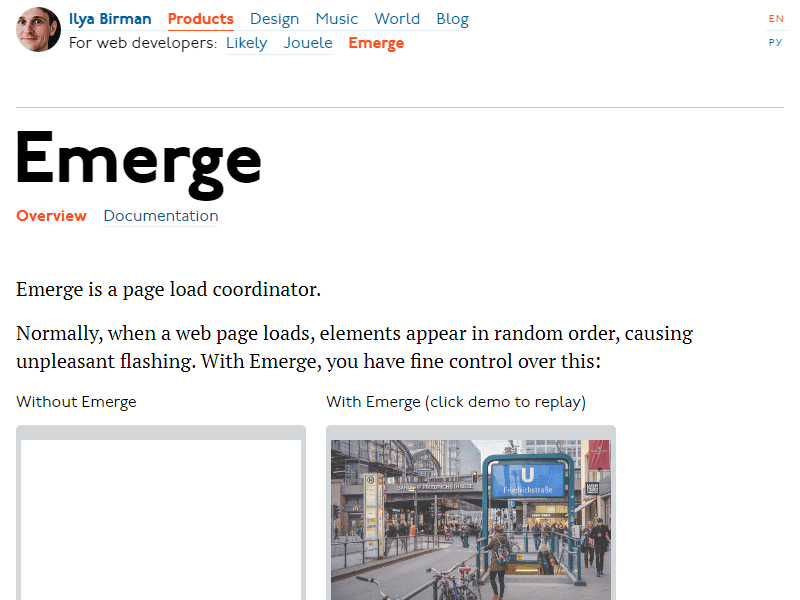 Ilya Birman Products Design Music World Blog EN
For web developers: Likely Jouele Emerge РУ
Emerge
Overview Documentation
Emerge is a page load coordinator.
Normally, when a web page loads, elements appear in random order, causing
unpleasant flashing. With Emerge, you have fine control over this:
Without Emerge With Emerge (click demo to replay)
U
Friedrichstraße